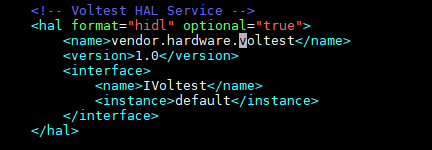 <!-- Voltest HAL Service -->
<hal format="hidl" optional="true">
<name>vendor.hardware.voltest</name>
<version>1.0</version>
<interface>
<name>IVoltest</name>
<instance>default</instance>
</interface>
</hal>